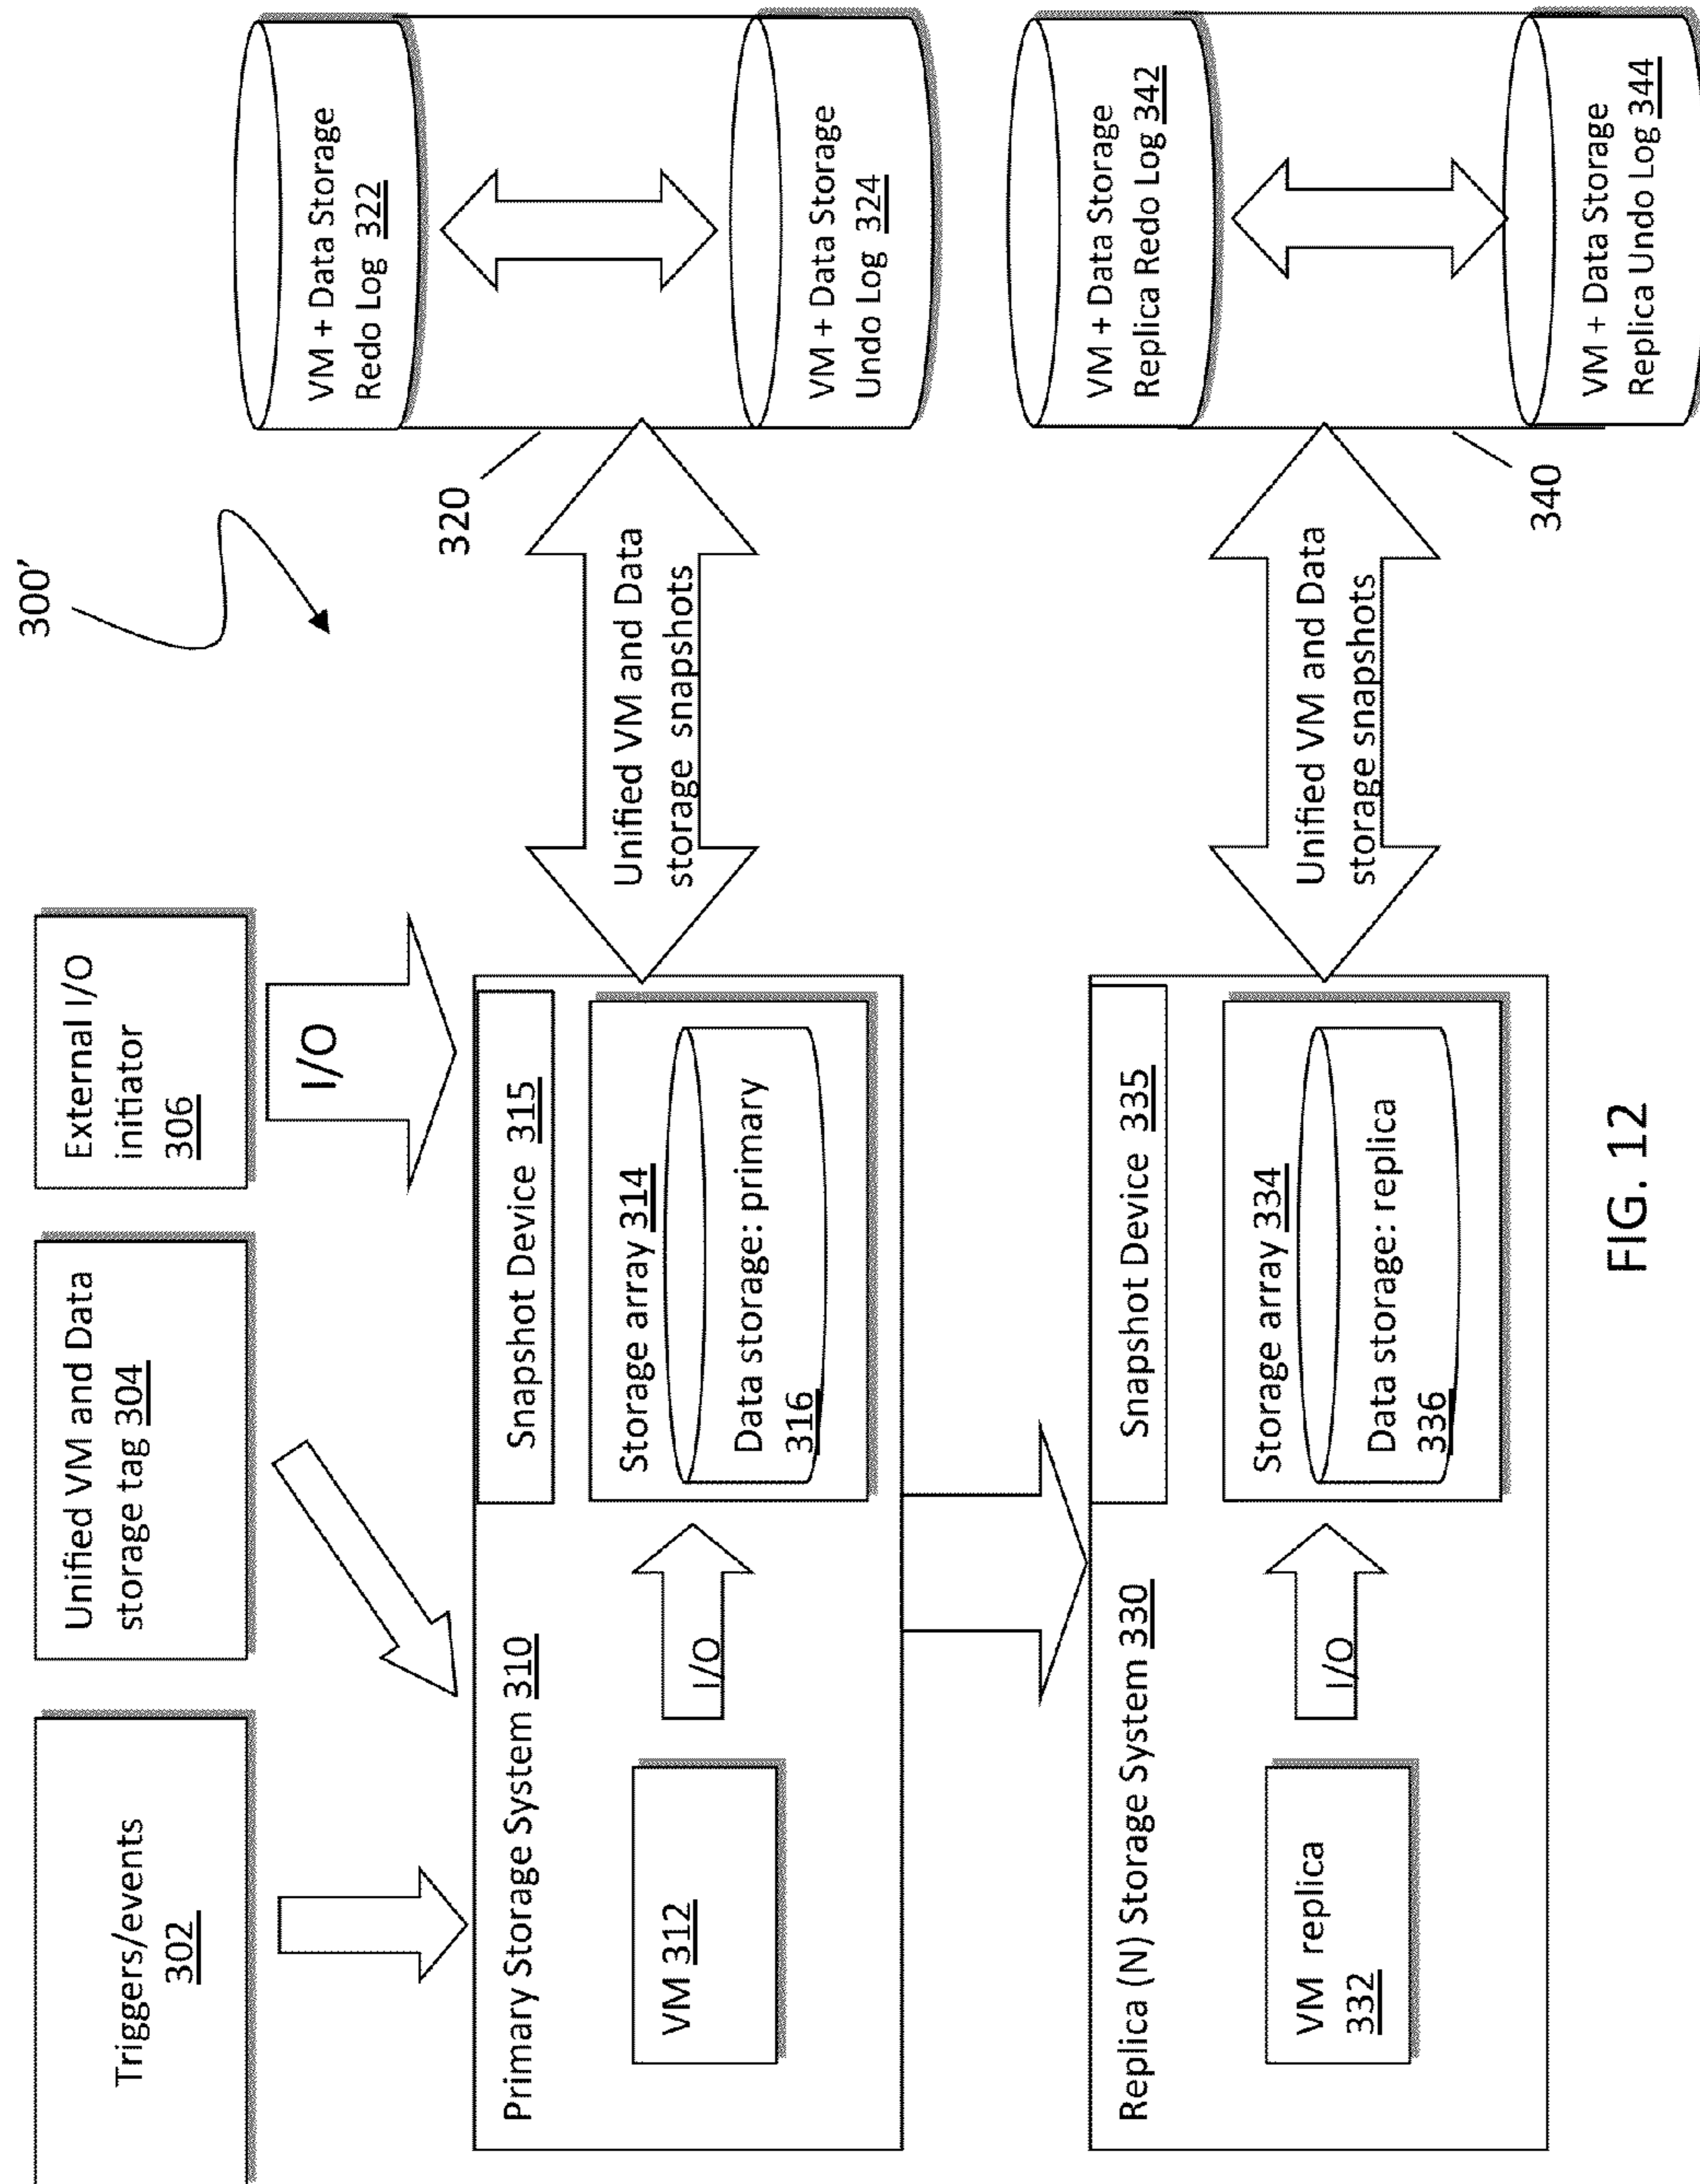 300'
Triggers/events
302
Unified VM and Data
storage tag 304
External I/O
initiator
306
I/O
Primary Storage System 310
Snapshot Device 315
VM 312
I/O
Storage array 314
Data storage: primary
316
Unified VM and Data
storage snapshots
320
VM + Data Storage
Redo Log 322
VM + Data Storage
Undo Log 324
Replica (N) Storage System 330
Snapshot Device 335
VM replica
332
I/O
Storage array 334
Data storage: replica
336
Unified VM and Data
storage snapshots
340
VM + Data Storage
Replica Redo Log 342
VM + Data Storage
Replica Undo Log 344
FIG. 12